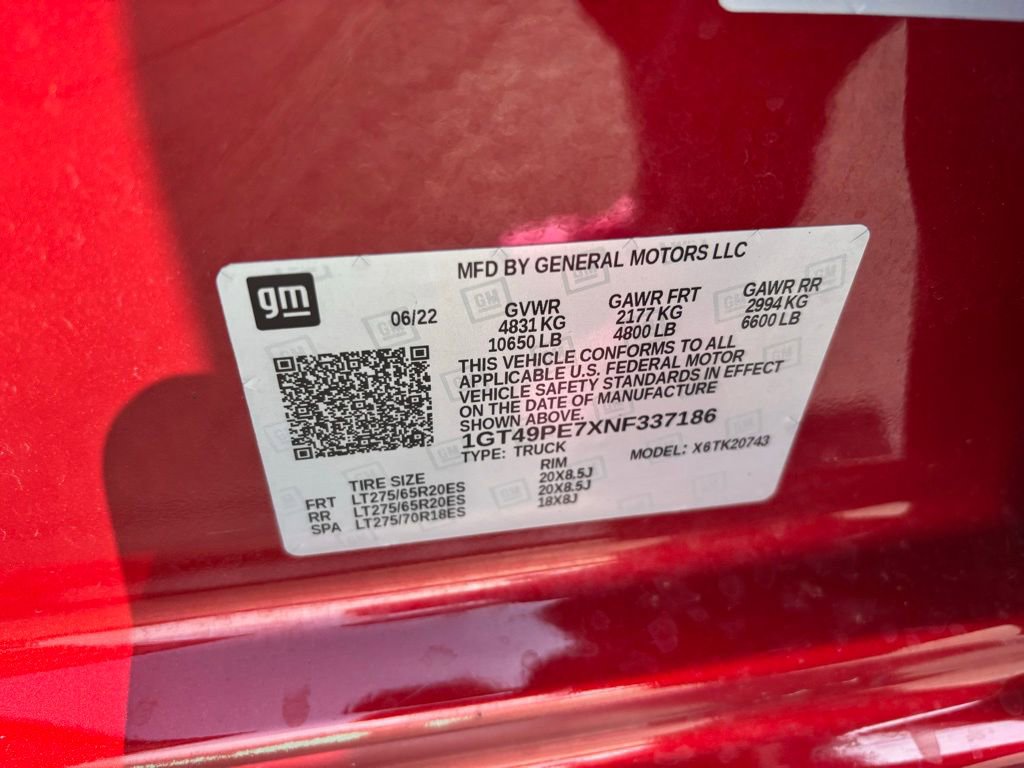 gm
MFD BY GENERAL MOTORS LLC
06/22
GVWR
4831 KG
10650 LB
GAWR FRT
2177 KG
4800 LB
GAWR RR
2994 KG
6600 LB
THIS VEHICLE CONFORMS TO ALL
APPLICABLE U.S. FEDERAL MOTOR
VEHICLE SAFETY STANDARDS IN EFFECT
ON THE DATE OF MANUFACTURE
SHOWN ABOVE.
1GT49PE7XNF337186
TYPE: TRUCK
MODEL: X6TK20743
TIRE SIZE RIM
FRT LT275/65R20ES 20X8.5J
RR LT275/65R20ES 20X8.5J
SPA LT275/70R18ES 18X8J